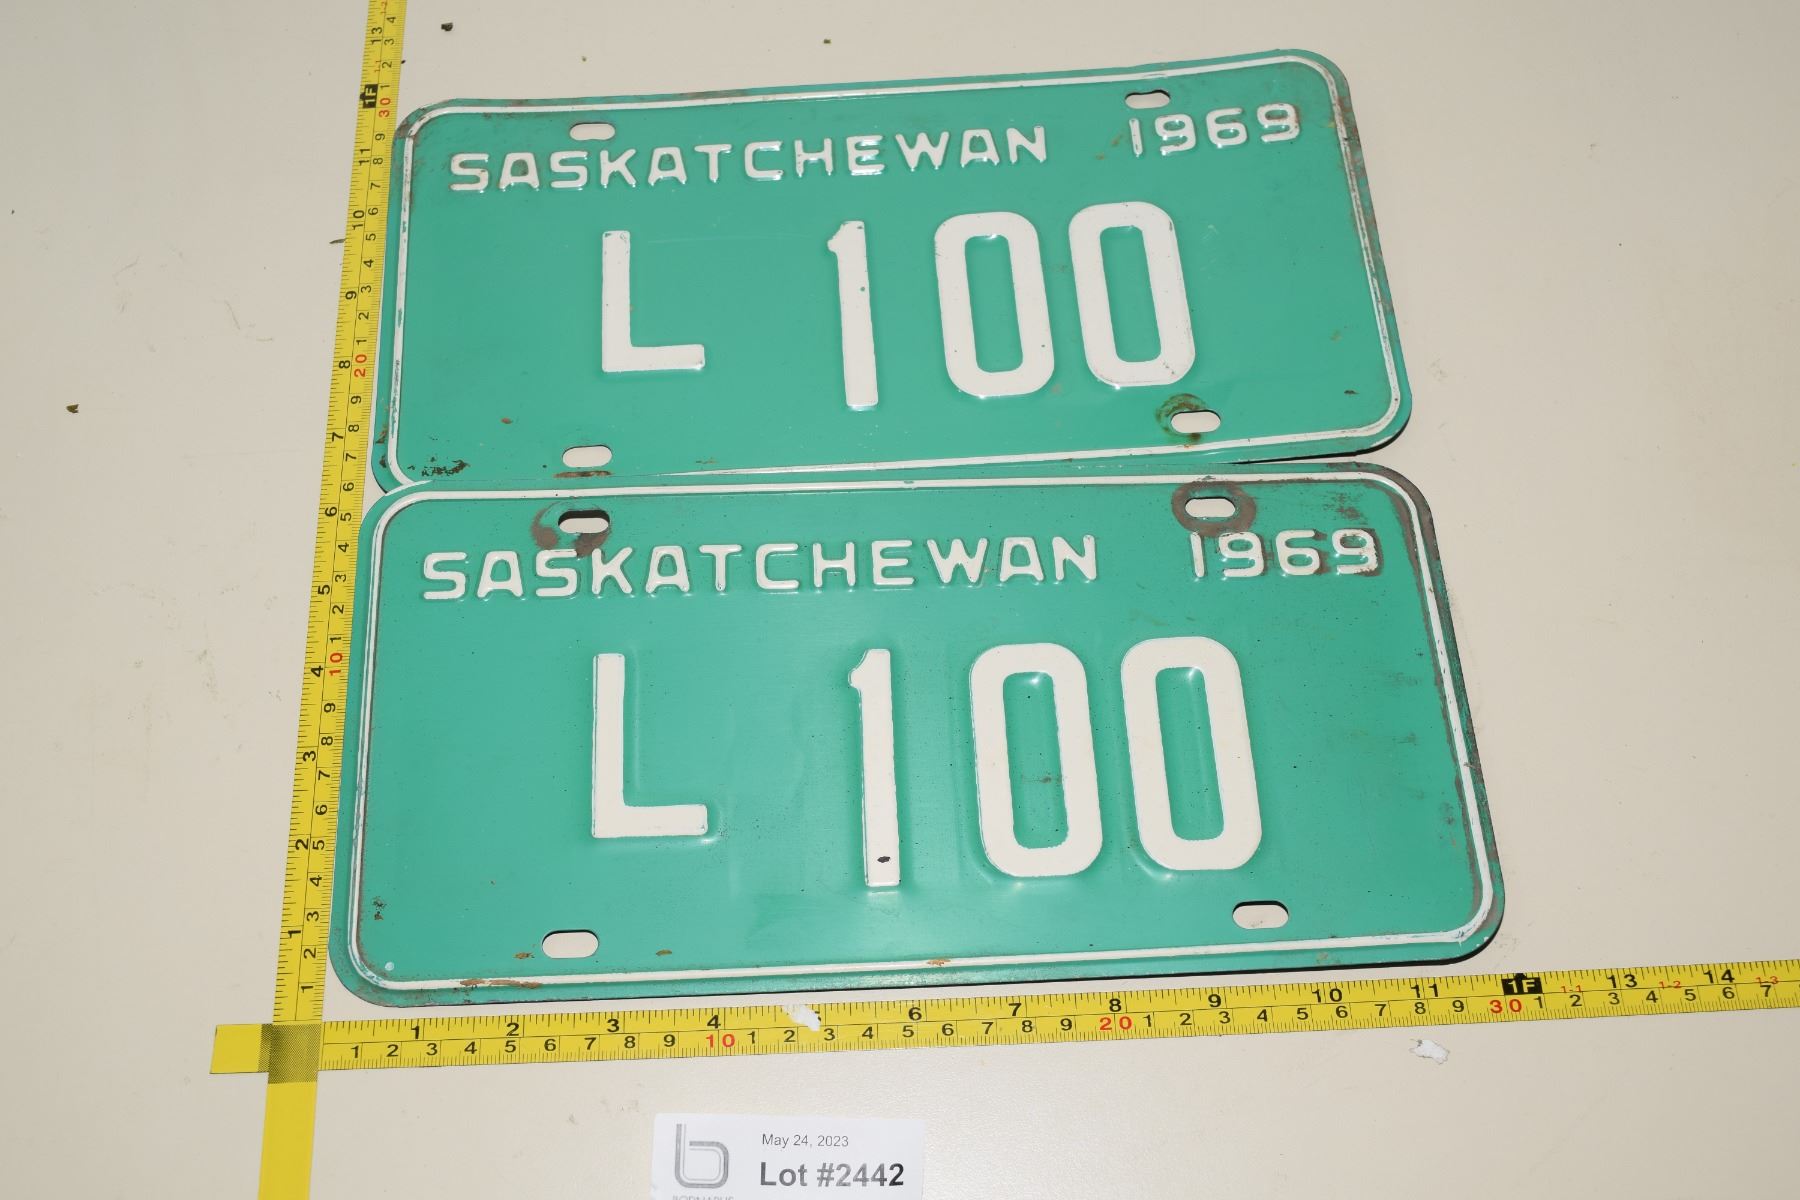 SASKATCHEWAN 1969
L 100
SASKATCHEWAN 1969
L 100
May 24, 2023
Lot #2442